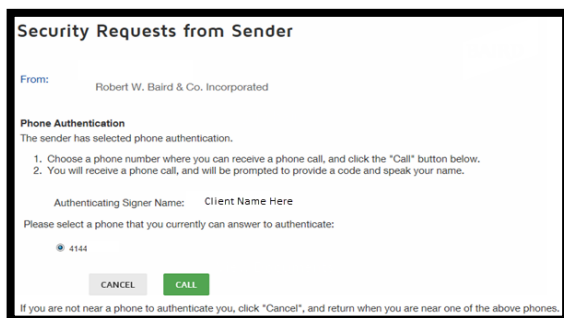 Security Requests from Sender
From:
Robert W. Baird & Co. Incorporated
Phone Authentication
The sender has selected phone authentication.
1. Choose a phone number where you can receive a phone call, and click the "Call" button below.
2. You will receive a phone call, and will be prompted to provide a code and speak your name.
Authenticating Signer Name: Client Name Here
Please select a phone that you currently can answer to authenticate:
4144
CANCEL CALL
If you are not near a phone to authenticate you, click "Cancel", and return when you are near one of the above phones.